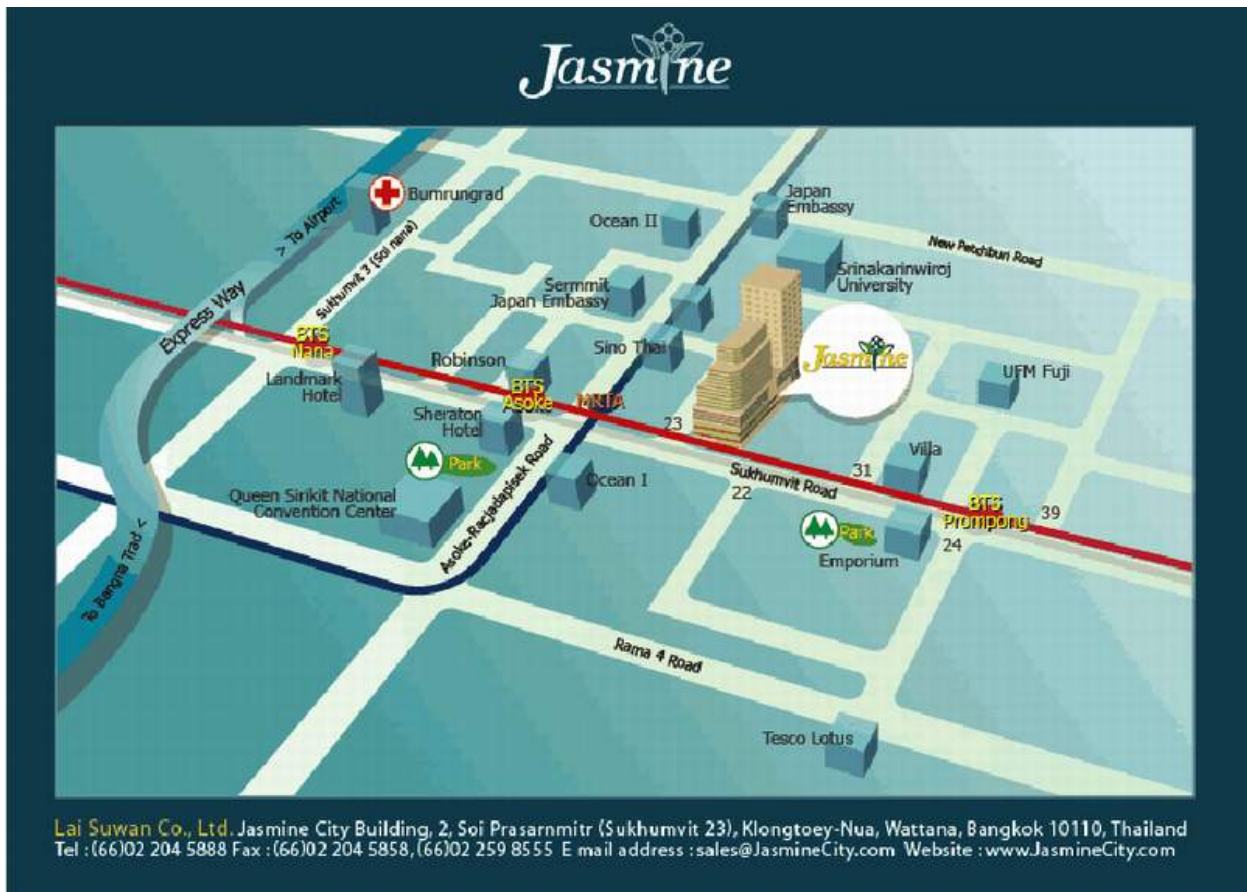 Jasmine
Bumrungrad
> To Airport
Sukhumvit 3 (Soi nana)
Express Way
Ocean II
Japan
Embassy
New Petchburi Road
Sermmit
Japan Embassy
Srinakarinwiroj
University
Sino Thai
Jasmine
BTS
Nana
Landmark
Hotel
Robinson
BTS
Asoke
MRTA
23
UFM Fuji
Sheraton
Hotel
Park
Queen Sirikit National
Convention Center
Asoke-Racjadapisek Road
Ocean I
Sukhumvit Road
22
31
Villa
BTS
Prompong
39
Park
Emporium
24
To Bangna Trad <
Rama 4 Road
Tesco Lotus
Lai Suwan Co., Ltd. Jasmine City Building, 2, Soi Prasarnmitr (Sukhumvit 23), Klongtoey-Nua, Wattana, Bangkok 10110, Thailand
Tel : (66)02 204 5888 Fax : (66)02 204 5858, (66)02 259 8555 E mail address : sales@JasmineCity.com Website : www.JasmineCity.com